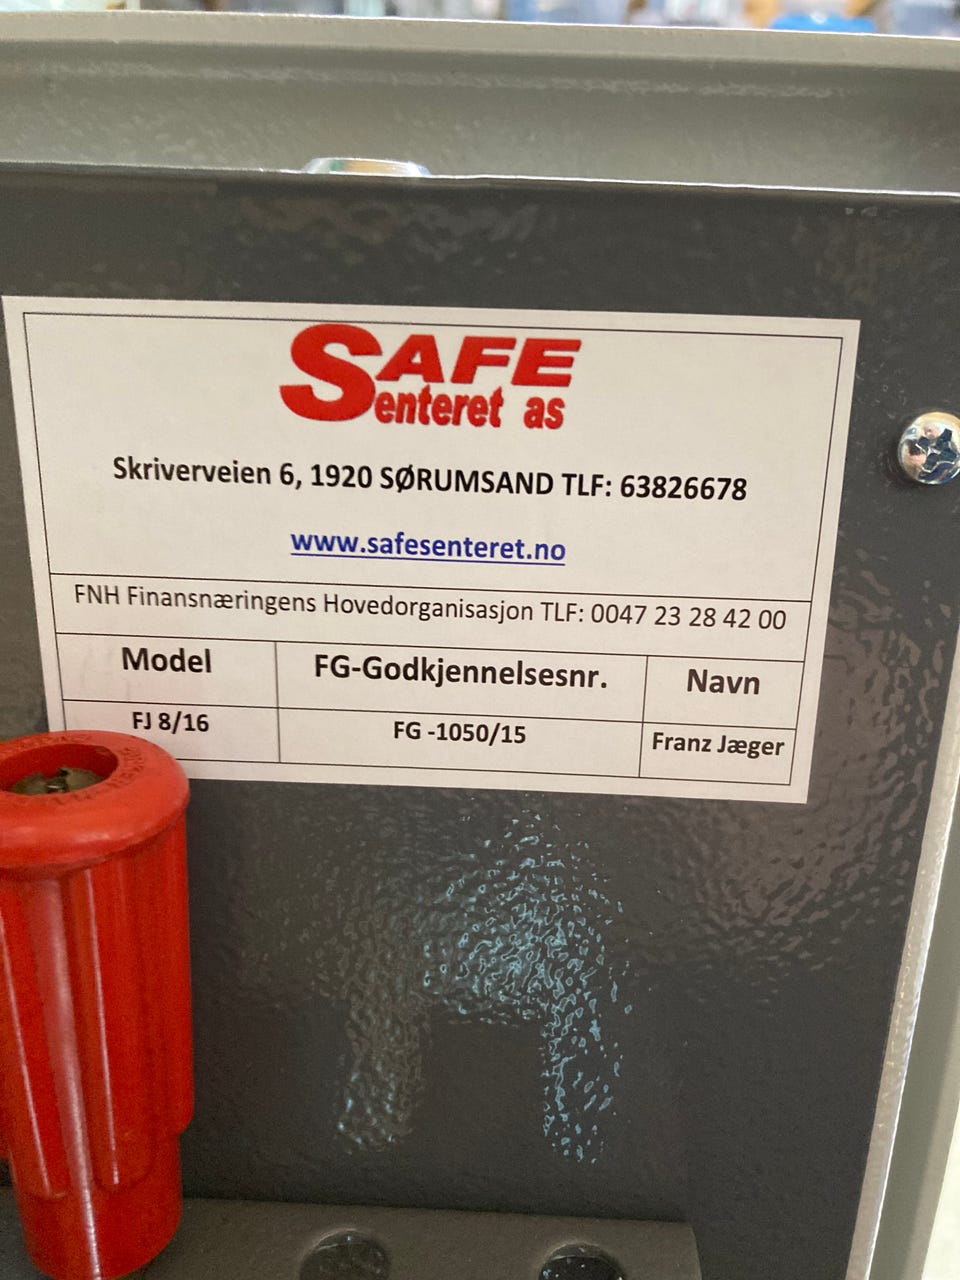 SAFE
Senteret as
Skriverveien 6, 1920 SØRUMSAND TLF: 63826678
www.safesenteret.no
FNH Finansnæringens Hovedorganisasjon TLF: 0047 23 28 42 00
Model FG-Godkjennelsesnr. Navn
FJ 8/16 FG -1050/15 Franz Jæger